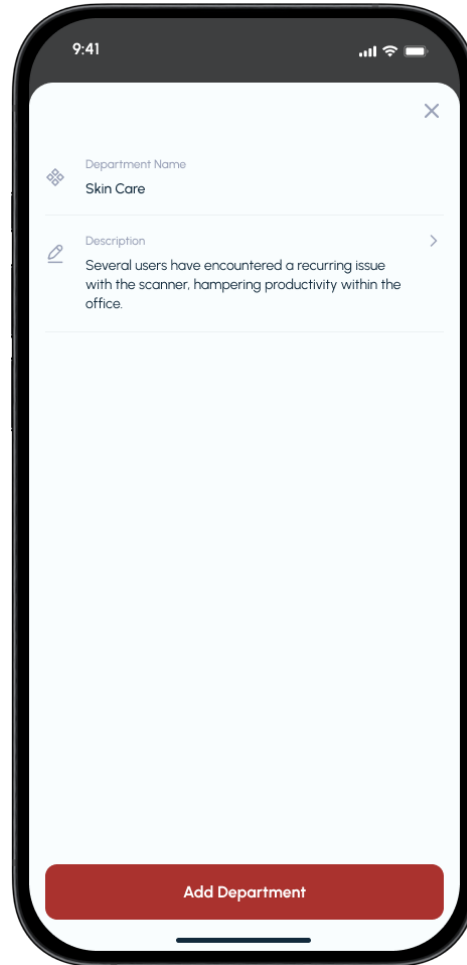 9:41
Department Name
Skin Care
Description
Several users have encountered a recurring issue
with the scanner, hampering productivity within the
office.
Add Department